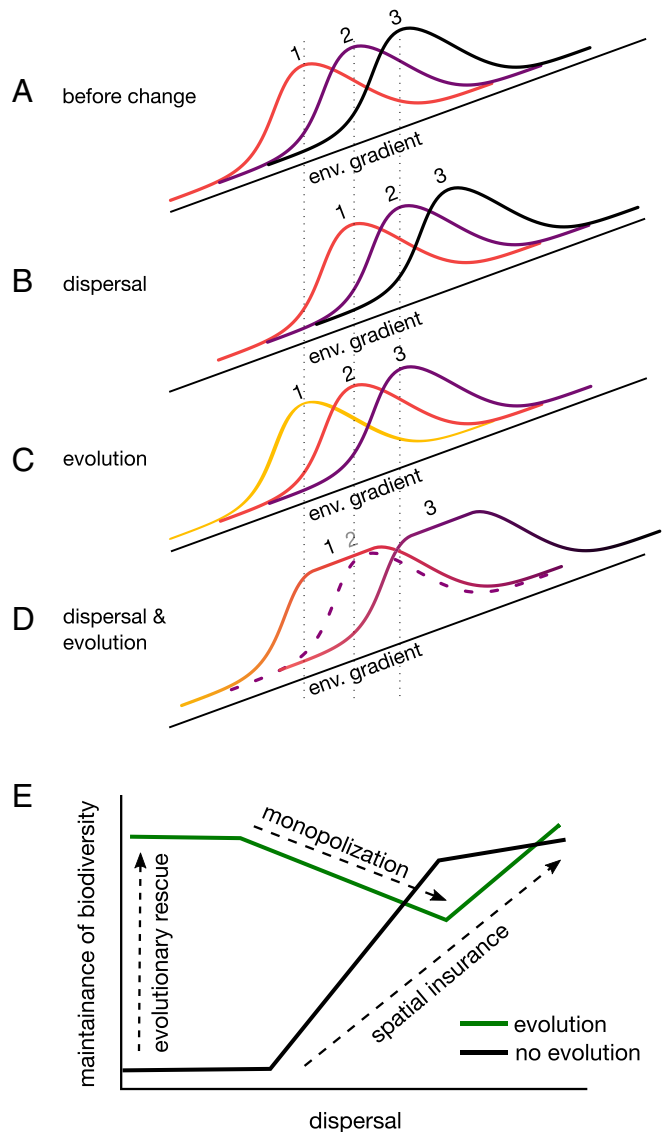 1
2
3
A
before change
env. gradient
1
2
3
B
dispersal
env. gradient
1
2
3
C
evolution
env. gradient
1
2
3
D
dispersal &
evolution
env. gradient
E
maintainance of biodiversity
evolutionary rescue
monopolization
spatial insurance
evolution
no evolution
dispersal